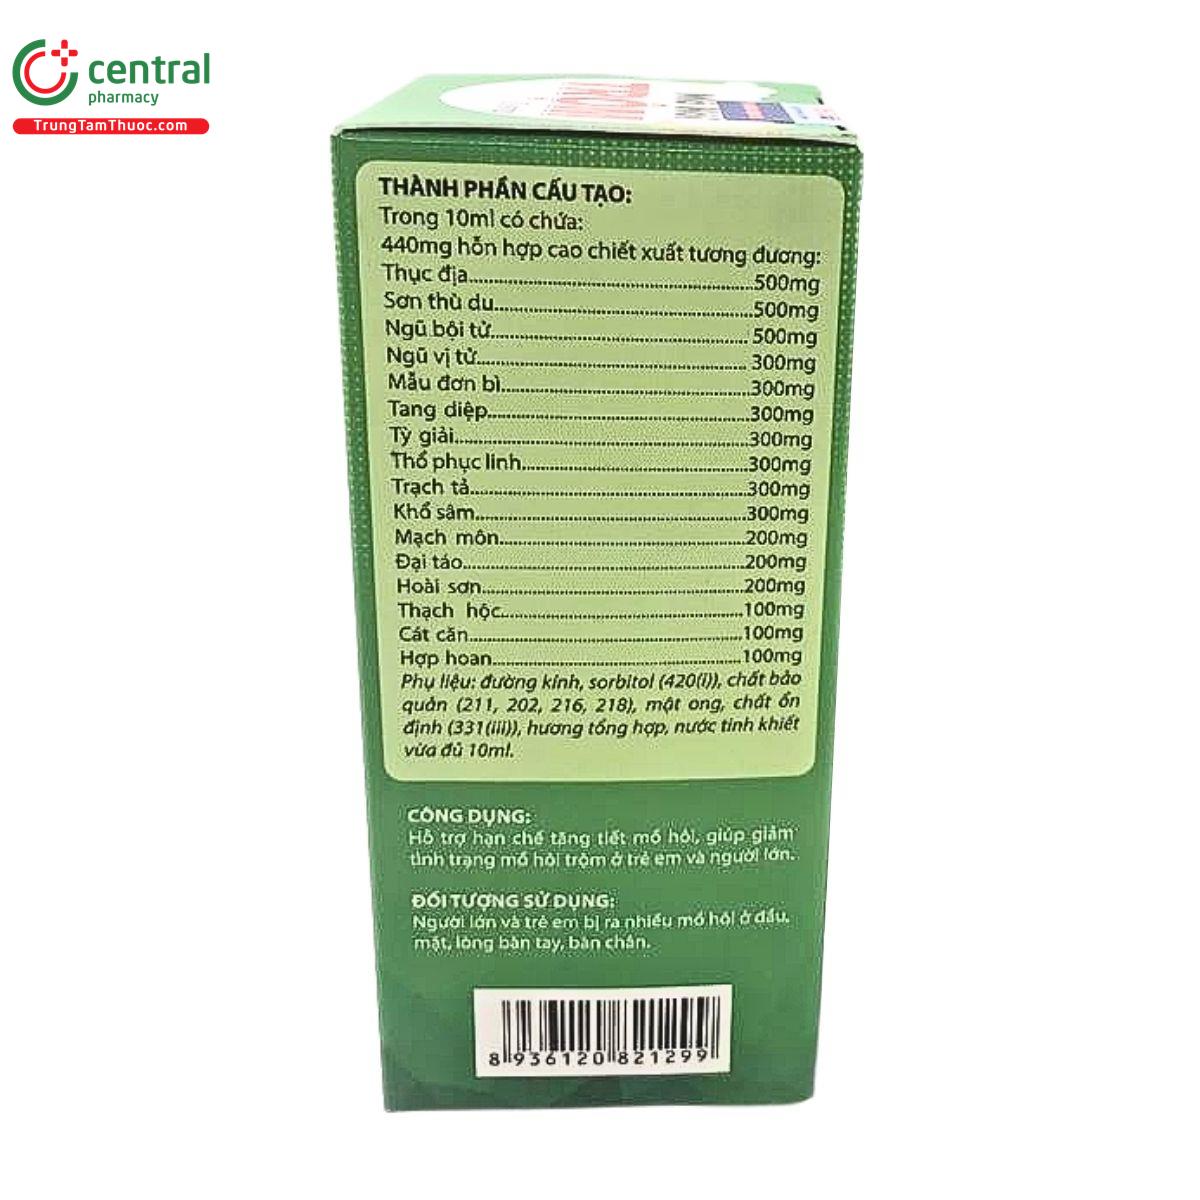 central
pharmacy
TrungTamThuoc.com
THÀNH PHẦN CẤU TẠO:
Trong 10ml có chứa:
440mg hỗn hợp cao chiết xuất tương đương:
Thục địa..........500mg
Sơn thù du..........500mg
Ngũ bội tử..........500mg
Ngũ vị tử..........300mg
Mẫu đơn bì..........300mg
Tang diệp..........300mg
Tỳ giải..........300mg
Thổ phục linh..........300mg
Trạch tả..........300mg
Khổ sâm..........300mg
Mạch môn..........200mg
Đại táo..........200mg
Hoài sơn..........200mg
Thạch hộc..........100mg
Cát căn..........100mg
Hợp hoan..........100mg
Phụ liệu: đường kính, sorbitol (420(i)), chất bảo
quản (211, 202, 216, 218), mật ong, chất ổn
định (331(iii)), hương tổng hợp, nước tinh khiết
vừa đủ 10ml.
CÔNG DỤNG:
Hỗ trợ hạn chế tăng tiết mồ hôi, giúp giảm
tình trạng mồ hôi trộm ở trẻ em và người lớn.
ĐỐI TƯỢNG SỬ DỤNG:
Người lớn và trẻ em bị ra nhiều mồ hôi ở đầu,
mặt, lòng bàn tay, bàn chân.
8 936120 821299